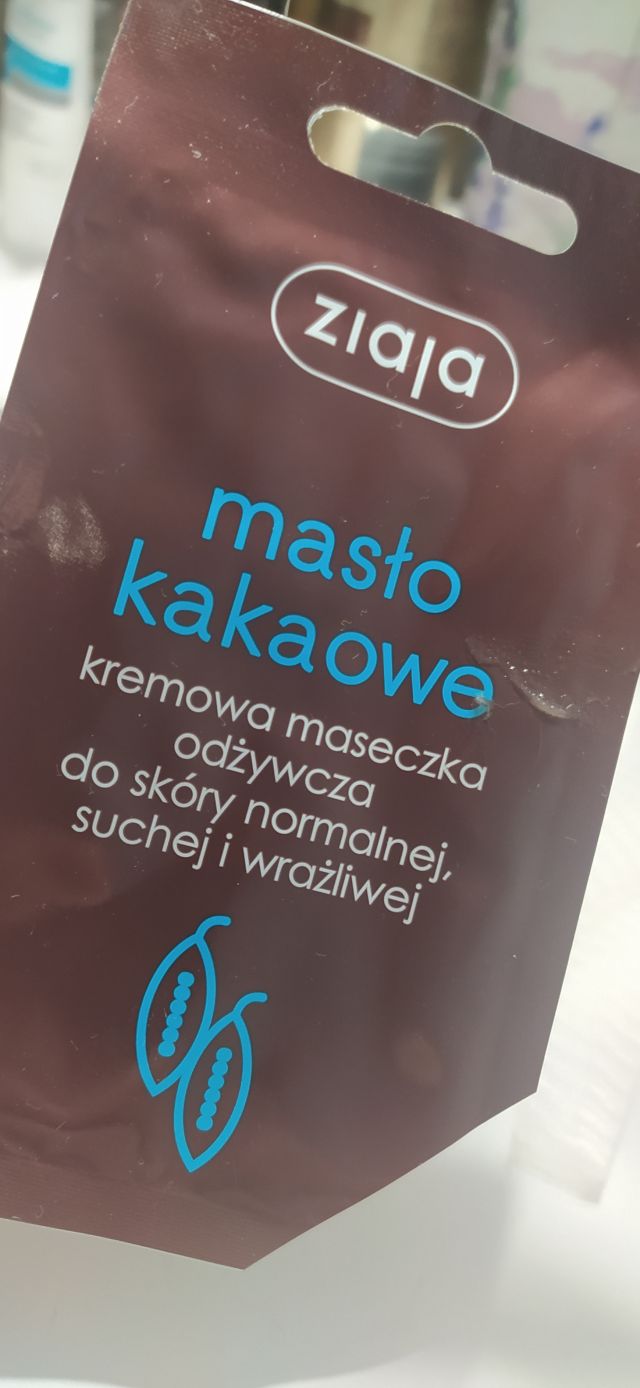 ziaja
masło
kakaowe
kremowa maseczka
odżywcza
do skóry normalnej,
suchej i wrażliwej